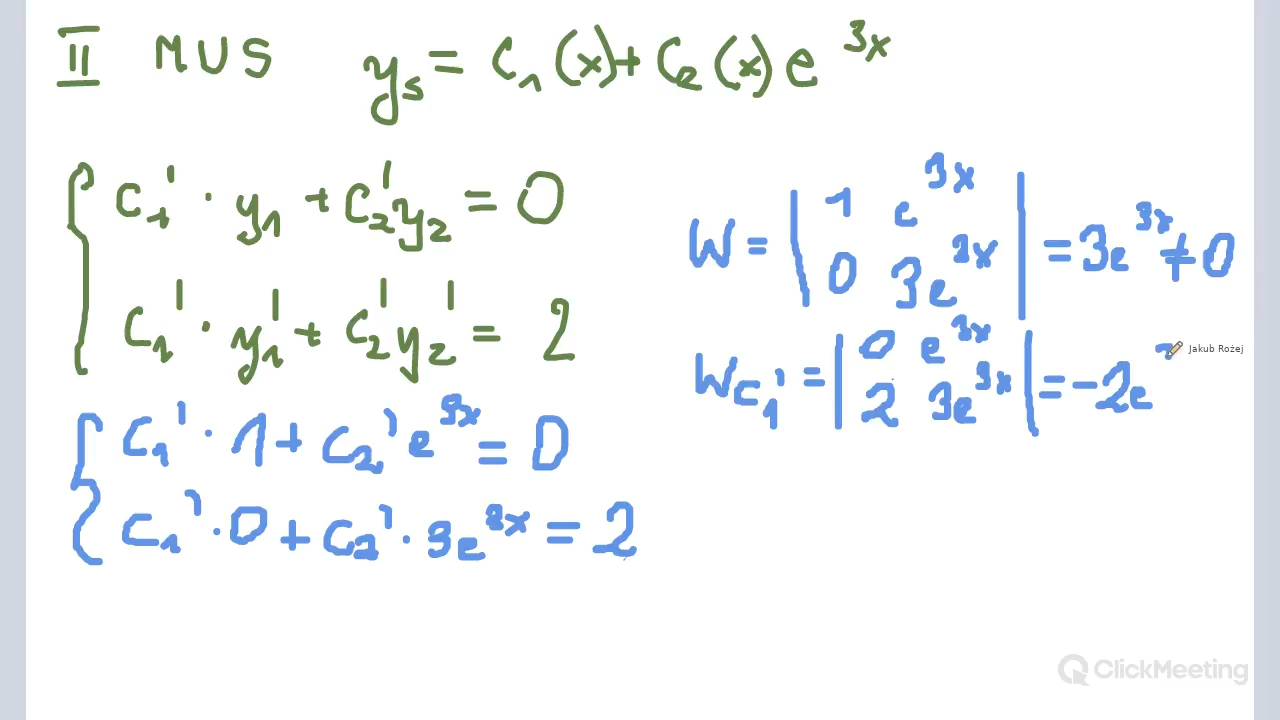 II MUS y_s = C_1(x) + C_2(x) e^{3x}
C_1' · y_1 + C_2' y_2 = 0
C_1' · y_1' + C_2' y_2' = 2
C_1' · 1 + C_2' e^{3x} = 0
C_1' · 0 + C_2' · 3e^{3x} = 2
W = | 1 e^{3x} |
| 0 3e^{3x} | = 3e^{3x} ≠ 0
W_{C_1'} = | 0 e^{3x} |
| 2 3e^{3x} | = -2e
Jakub Rożej
ClickMeeting